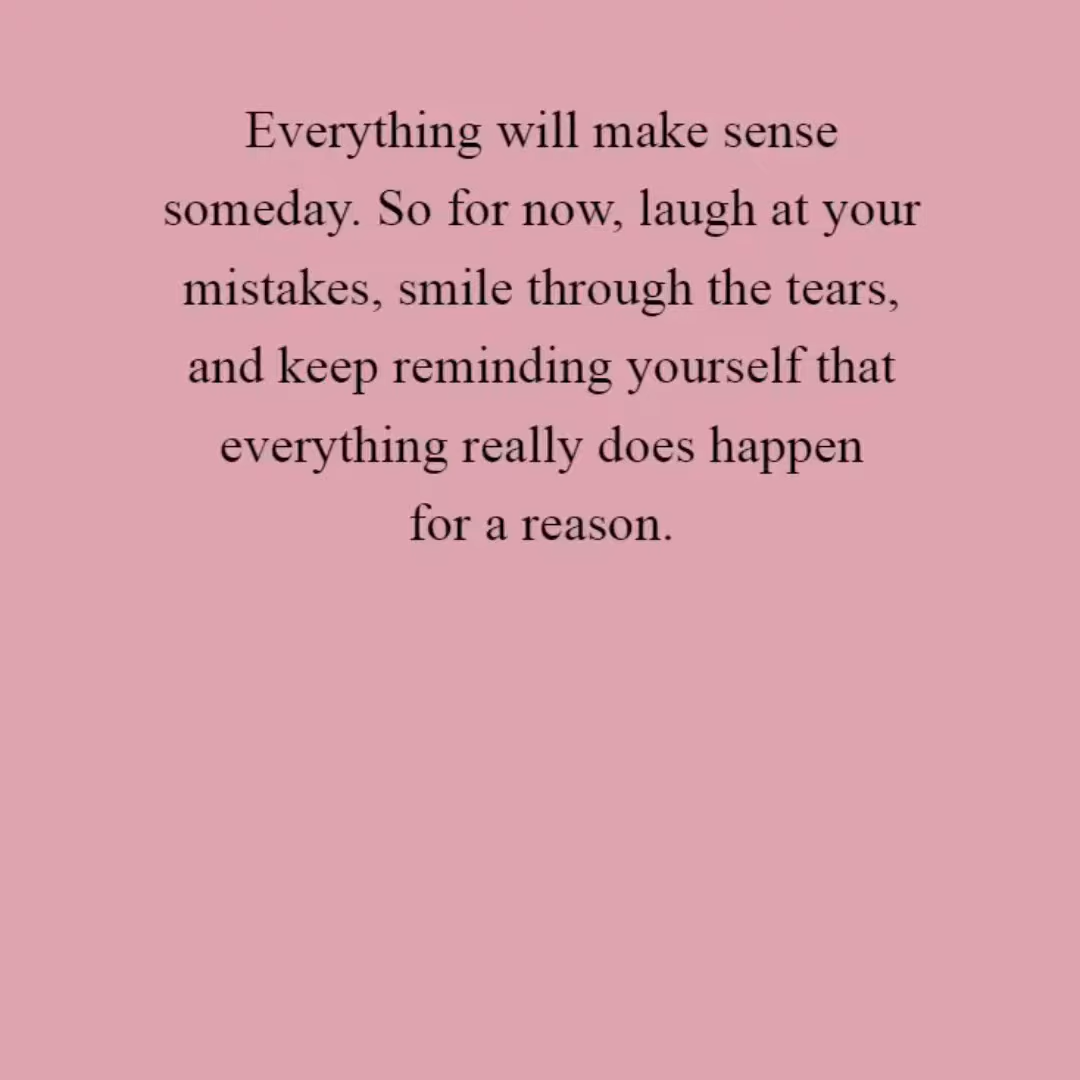 Everything will make sense
someday. So for now, laugh at your
mistakes, smile through the tears,
and keep reminding yourself that
everything really does happen
for a reason.